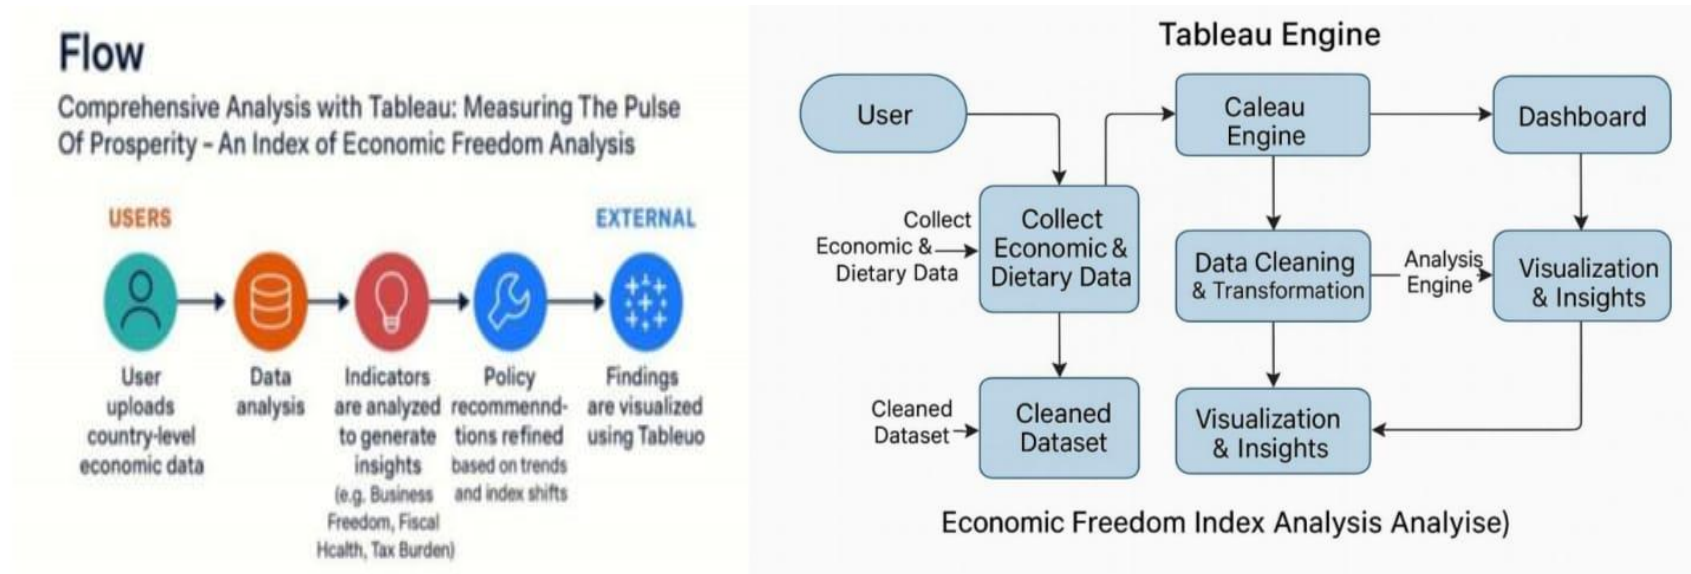 Flow
Comprehensive Analysis with Tableau: Measuring The Pulse
Of Prosperity - An Index of Economic Freedom Analysis
USERS
EXTERNAL
User
uploads
country-level
economic data
Data
analysis
Indicators
are analyzed
to generate
insights
(e.g. Business
Freedom, Fiscal
Hcalth, Tax Burden)
Policy
recommennd-
tions refined
based on trends
and index shifts
Findings
are visualized
using Tableuo
Tableau Engine
User
Caleau
Engine
Dashboard
Collect
Economic &
Dietary Data
Collect
Economic &
Dietary Data
Data Cleaning
& Transformation
Analysis
Engine
Visualization
& Insights
Cleaned
Dataset
Cleaned
Dataset
Visualization
& Insights
Economic Freedom Index Analysis Analyise)